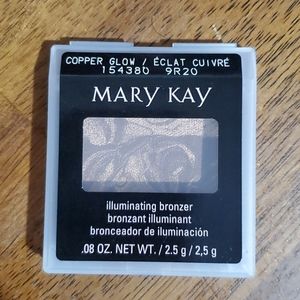 COPPER GLOW / ÉCLAT CUIVRÉ
154380 9R20
MARY KAY
illuminating bronzer
bronzant illuminant
bronceador de iluminación
.08 OZ. NET WT. / 2.5 g / 2,5 g